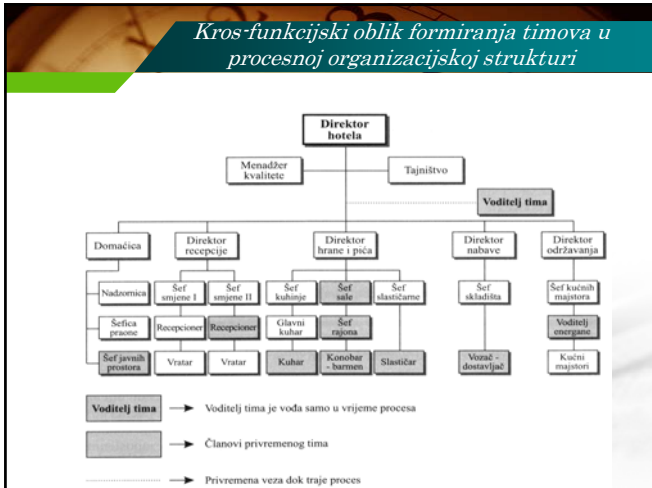 Kros-funkcijski oblik formiranja timova u
procesnoj organizacijskoj strukturi
Direktor
hotela
Menadžer
kvalitete
Tajništvo
Voditelj tima
Domaćica
Direktor
recepcije
Direktor
hrane i pića
Direktor
nabave
Direktor
održavanja
Nadzornica
Šef
smjene I
Šef
smjene II
Šef
kuhinje
Šef
sale
Šef
slastičarne
Šef
skladišta
Šef kućnih
majstora
Šefica
praone
Recepcioner
Recepcioner
Glavni
kuhar
Šef
rajona
Voditelj
energane
Šef javnih
prostora
Vratar
Vratar
Kuhar
Konobar
- barmen
Slastičar
Vozač -
dostavljač
Kućni
majstori
Voditelj tima
Voditelj tima je vođa samo u vrijeme procesa
Članovi privremenog tima
Privremena veza dok traje proces